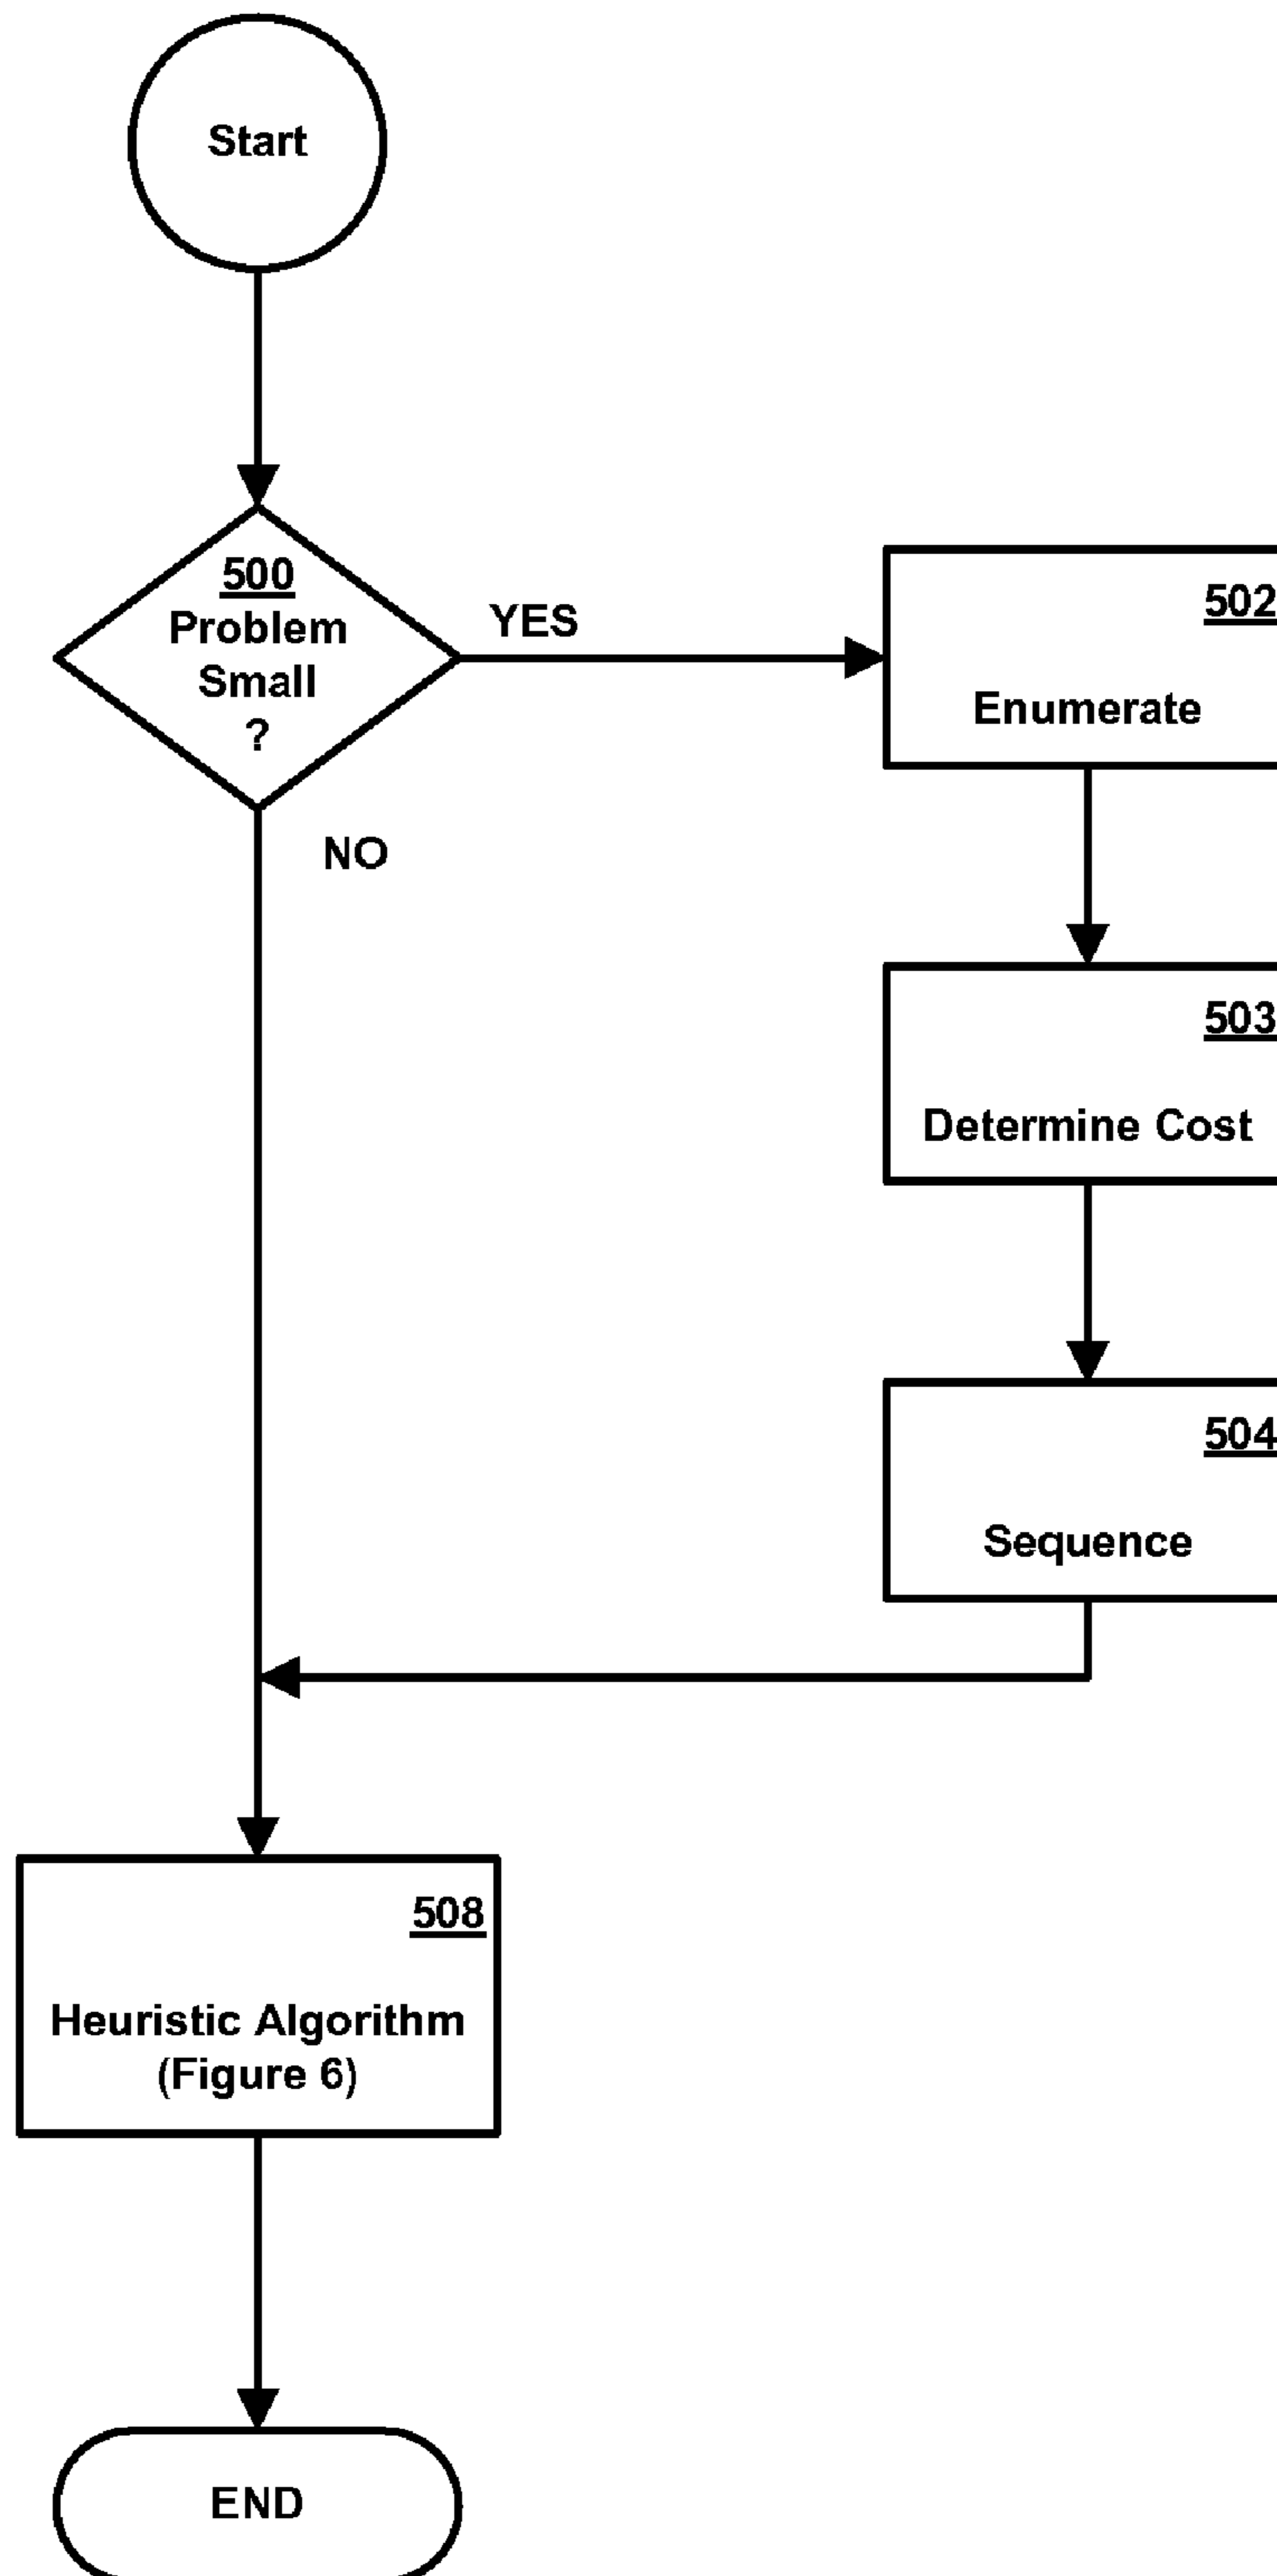 Start
500
Problem
Small
?
YES
NO
502
Enumerate
503
Determine Cost
504
Sequence
508
Heuristic Algorithm
(Figure 6)
END